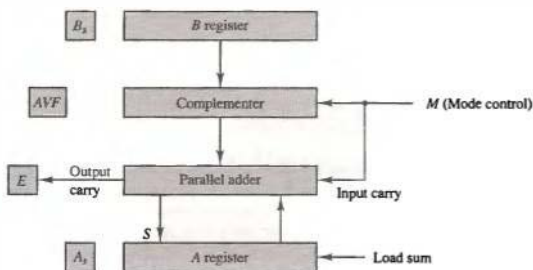 Bs B register
AVF Complementer M (Mode control)
E Output carry Parallel adder Input carry
S
As A register Load sum